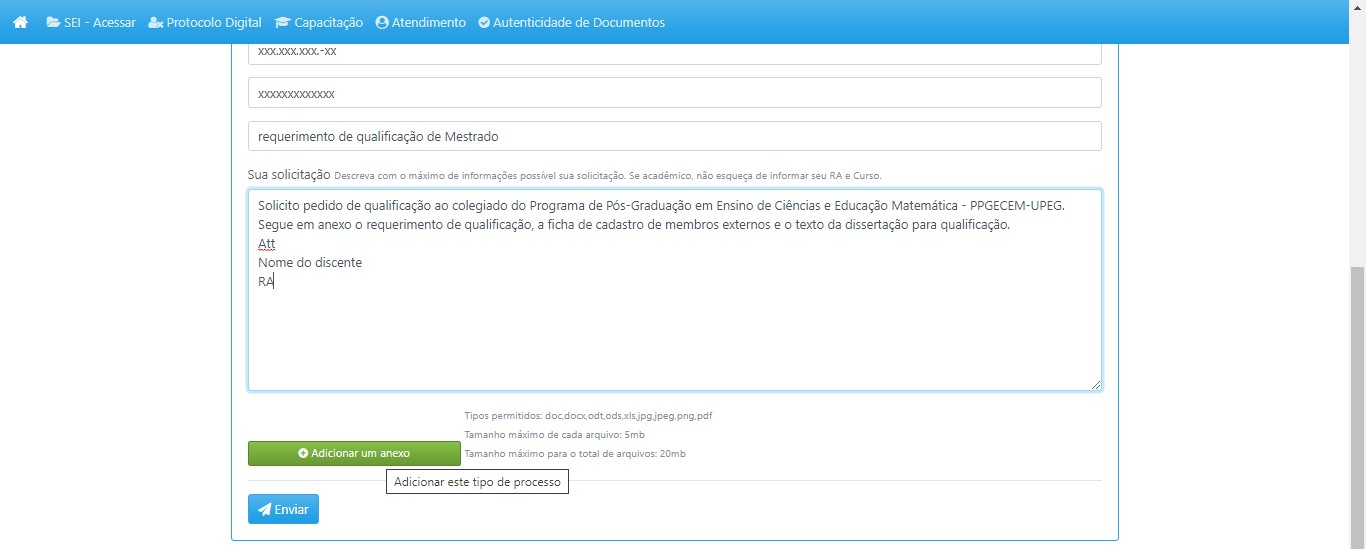 SEI - Acessar Protocolo Digital Capacitação Atendimento Autenticidade de Documentos
xxx.xxx.xxx.-xx
xxxxxxxxxxxxx
requerimento de qualificação de Mestrado
Sua solicitação Descreva com o máximo de informações possível sua solicitação. Se acadêmico, não esqueça de informar seu RA e Curso.
Solicito pedido de qualificação ao colegiado do Programa de Pós-Graduação em Ensino de Ciências e Educação Matemática - PPGECEM-UPEG.
Segue em anexo o requerimento de qualificação, a ficha de cadastro de membros externos e o texto da dissertação para qualificação.
Att
Nome do discente
RA
Tipos permitidos: doc,docx,odt,ods,xls,jpg,jpeg,png,pdf
Tamanho máximo de cada arquivo: 5mb
Adicionar um anexo Tamanho máximo para o total de arquivos: 20mb
Adicionar este tipo de processo
Enviar